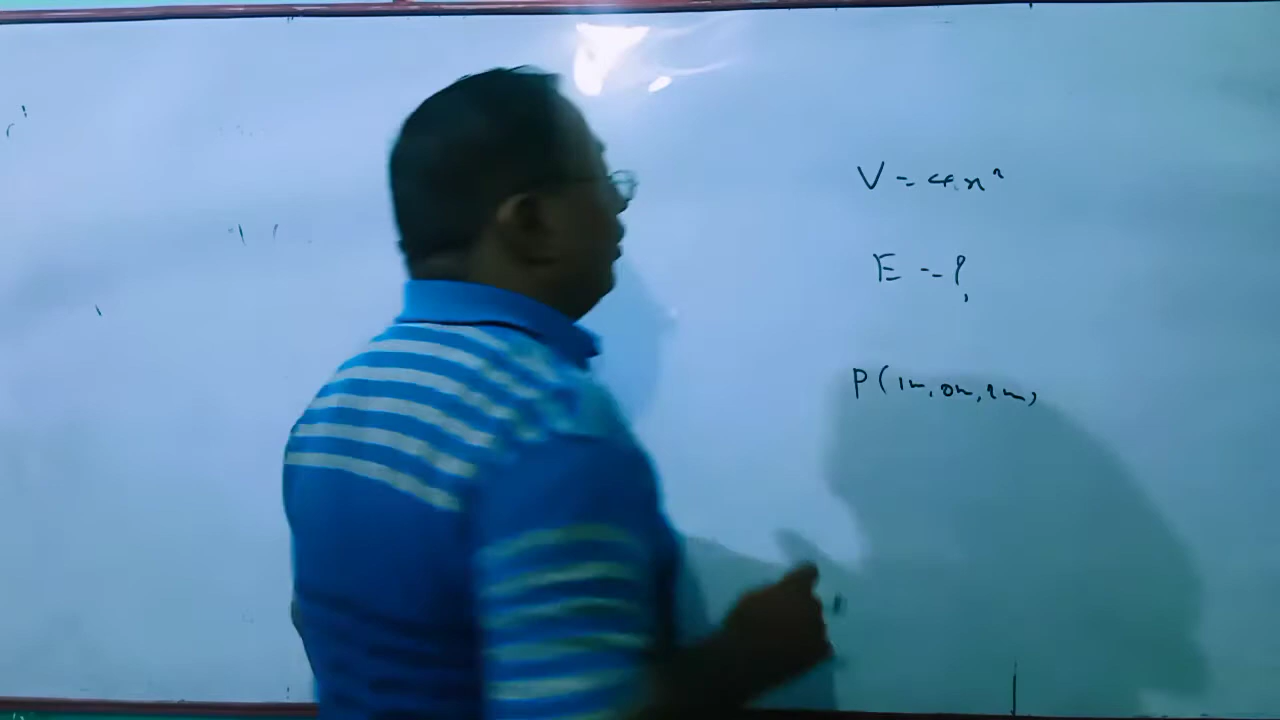 V = 4x²
E = ?
P(1m, 0m, 2m)